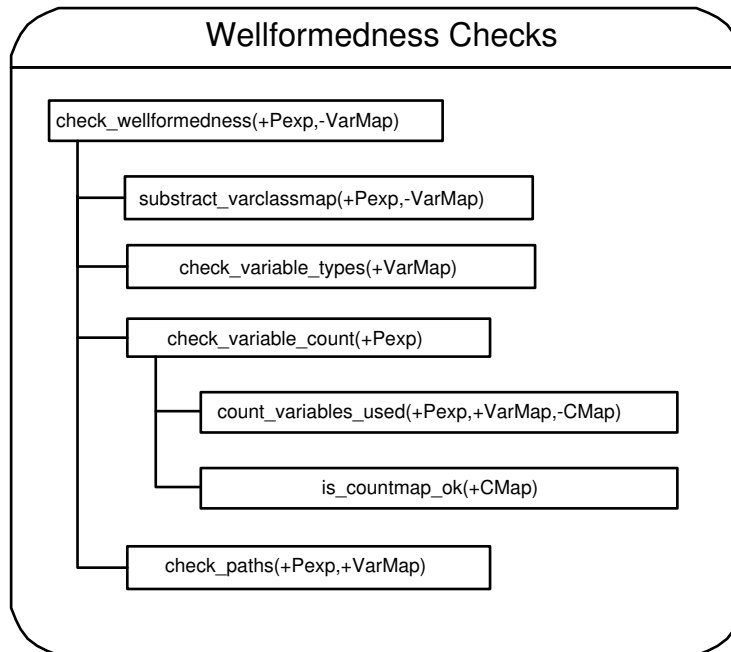 Wellformedness Checks
check_wellformedness(+Pexp,-VarMap)
substract_varclassmap(+Pexp,-VarMap)
check_variable_types(+VarMap)
check_variable_count(+Pexp)
count_variables_used(+Pexp,+VarMap,-CMap)
is_countmap_ok(+CMap)
check_paths(+Pexp,+VarMap)